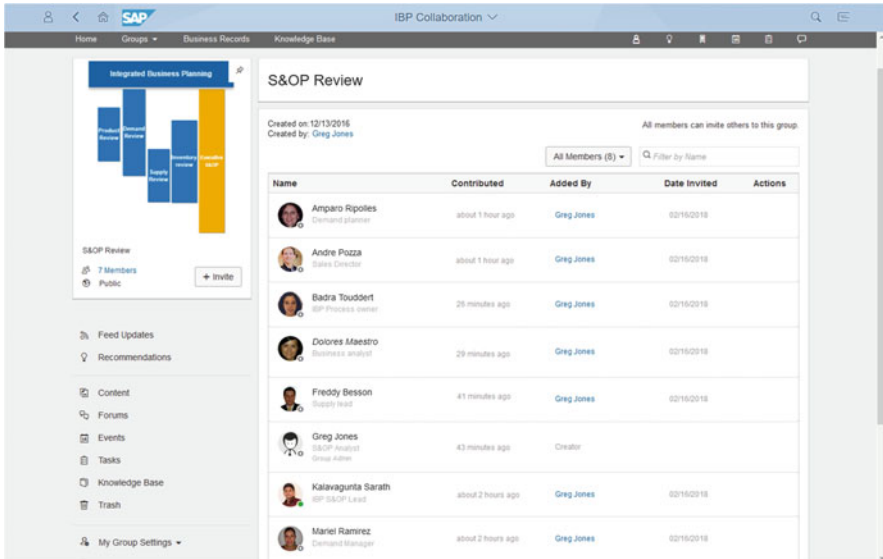 SAP
IBP Collaboration
Home Groups Business Records Knowledge Base
Integrated Business Planning
Product Review
Demand Review
Supply Review
Inventory review
Executive S&OP
S&OP Review
7 Members
Public
+ Invite
Feed Updates
Recommendations
Content
Forums
Events
Tasks
Knowledge Base
Trash
My Group Settings
S&OP Review
Created on:12/13/2016
Created by: Greg Jones
All members can invite others to this group.
All Members (8)
Filter by Name
Name Contributed Added By Date Invited Actions
Amparo Ripolles
Demand planner
about 1 hour ago Greg Jones 02/16/2018
Andre Pozza
Sales Director
about 1 hour ago Greg Jones 02/16/2018
Badra Touddert
IBP Process owner
26 minutes ago Greg Jones 02/16/2018
Dolores Maestro
Business analyst
29 minutes ago Greg Jones 02/16/2018
Freddy Besson
Supply lead
41 minutes ago Greg Jones 02/16/2018
Greg Jones
S&OP Analyst
Group Admin
43 minutes ago Creator
Kalavagunta Sarath
IBP S&OP Lead
about 2 hours ago Greg Jones 02/16/2018
Mariel Ramirez
Demand Manager
about 2 hours ago Greg Jones 02/16/2018